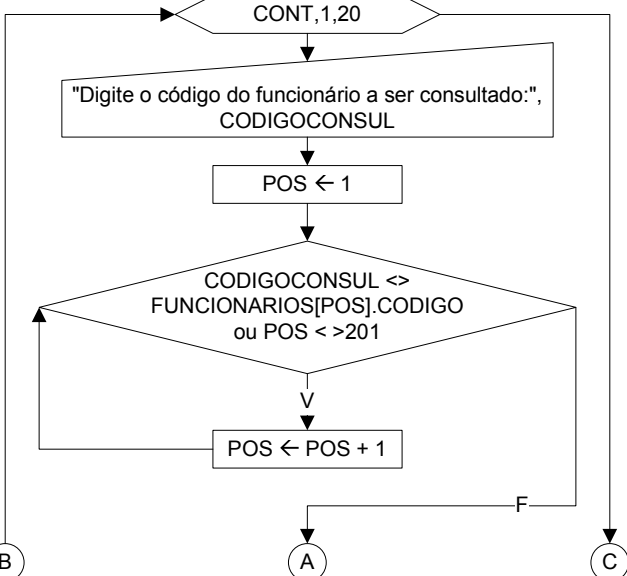 CONT,1,20
"Digite o código do funcionário a ser consultado:",
CODIGOCONSUL
POS ← 1
CODIGOCONSUL <>
FUNCIONARIOS[POS].CODIGO
ou POS < >201
V
POS ← POS + 1
F
B
A
C